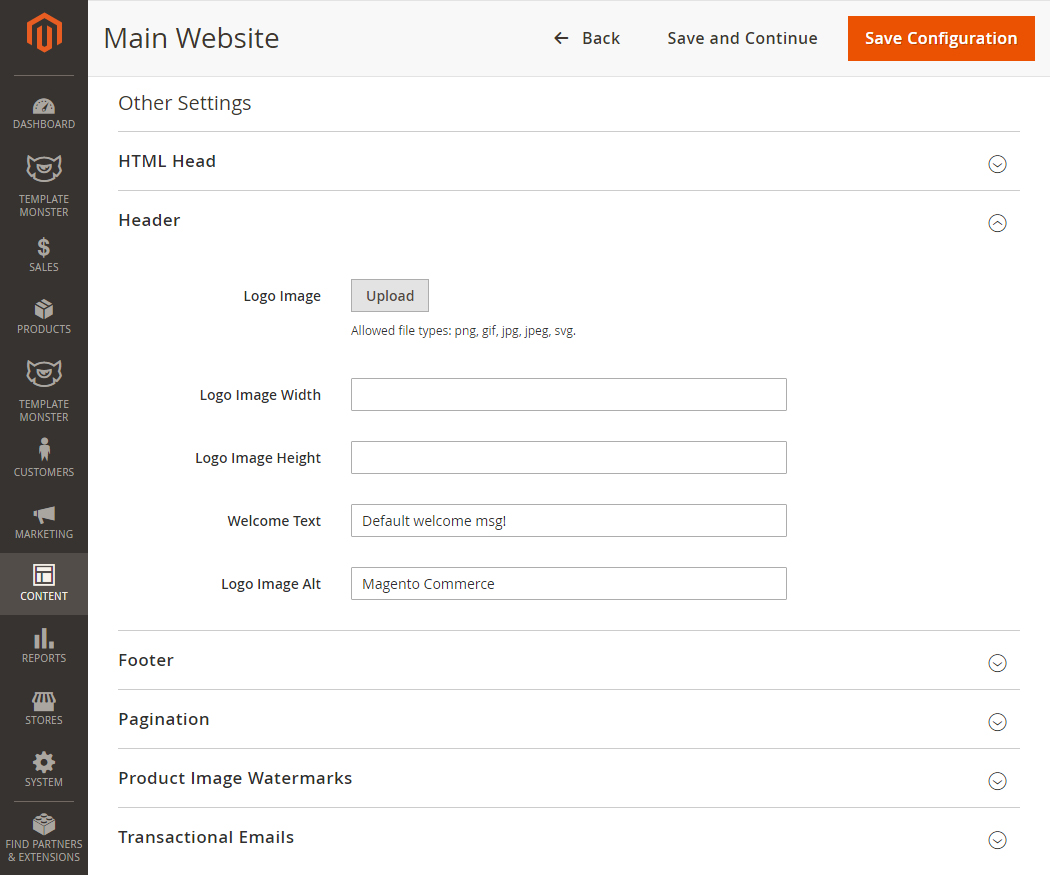 Main Website
Back
Save and Continue
Save Configuration
DASHBOARD
TEMPLATE
MONSTER
SALES
PRODUCTS
TEMPLATE
MONSTER
CUSTOMERS
MARKETING
CONTENT
REPORTS
STORES
SYSTEM
FIND PARTNERS
& EXTENSIONS
Other Settings
HTML Head
Header
Logo Image
Upload
Allowed file types: png, gif, jpg, jpeg, svg.
Logo Image Width
Logo Image Height
Welcome Text
Default welcome msg!
Logo Image Alt
Magento Commerce
Footer
Pagination
Product Image Watermarks
Transactional Emails